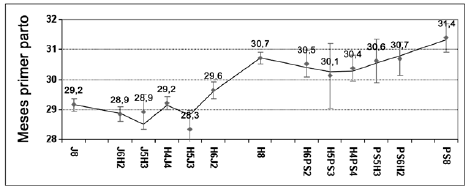 Meses primer parto
32
31
30
29
28
29,2
28,9
28,9
29,2
28,3
29,6
30,7
30,5
30,1
30,4
30,6
30,7
31,4
J8
J6H2
J5H3
H4J4
H5J3
H6J2
H8
H6PS2
H5PS3
H4PS4
PS5H3
PS6H2
PS8